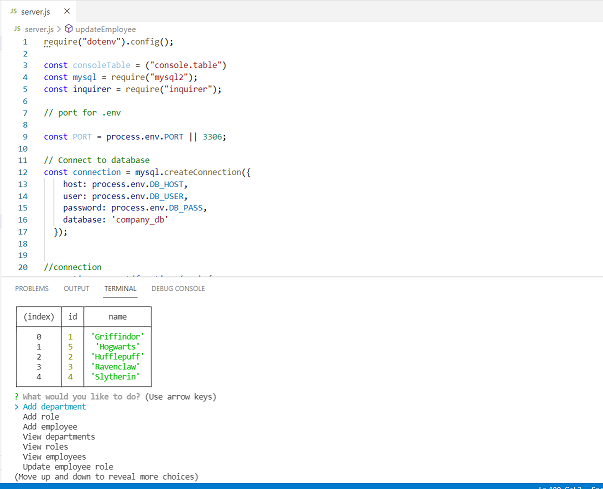 JS server.js ×
JS server.js > updateEmployee
1 require("dotenv").config();
2
3 const consoleTable = ("console.table")
4 const mysql = require("mysql2");
5 const inquirer = require("inquirer");
6
7 // port for .env
8
9 const PORT = process.env.PORT || 3306;
10
11 // Connect to database
12 const connection = mysql.createConnection({
13 host: process.env.DB_HOST,
14 user: process.env.DB_USER,
15 password: process.env.DB_PASS,
16 database: 'company_db'
17 });
18
19
20 //connection
PROBLEMS OUTPUT TERMINAL DEBUG CONSOLE
(index) id name
0 1 'Griffindor'
1 5 'Hogwarts'
2 2 'Hufflepuff'
3 3 'Ravenclaw'
4 4 'Slytherin'
? What would you like to do? (Use arrow keys)
> Add department
Add role
Add employee
View departments
View roles
View employees
Update employee role
(Move up and down to reveal more choices)